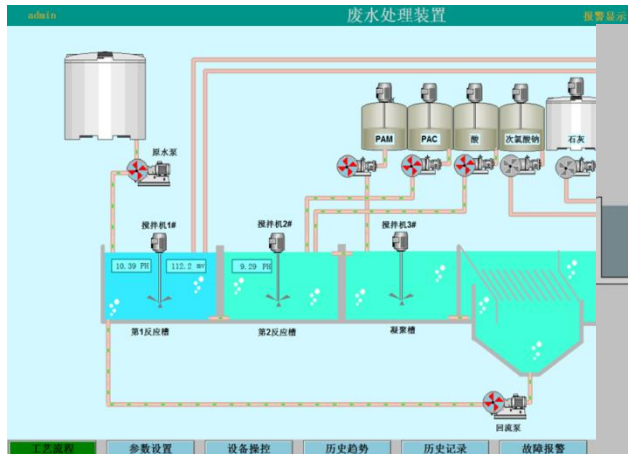 admin
废水处理装置
报警显示
原水泵
PAM
PAC
酸
次氯酸钠
石灰
搅拌机1#
搅拌机2#
搅拌机3#
10.39 PH
112.2 mv
9.29 PH
第1反应槽
第2反应槽
凝聚槽
回流泵
工艺流程
参数设置
设备操控
历史趋势
历史记录
故障报警